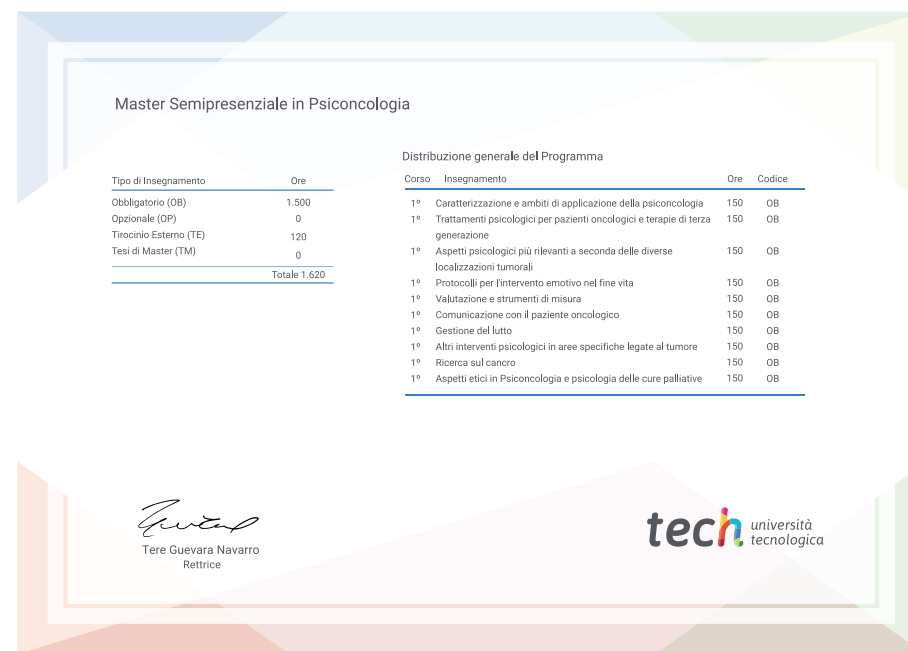 Master Semipresenziale in Psiconcologia
Tipo di Insegnamento Ore
Obbligatorio (OB) 1.500
Opzionale (OP) 0
Tirocinio Esterno (TE) 120
Tesi di Master (TM) 0
Totale 1.620
Distribuzione generale del Programma
Corso Insegnamento Ore Codice
1º Caratterizzazione e ambiti di applicazione della psiconcologia 150 OB
1º Trattamenti psicologici per pazienti oncologici e terapie di terza 150 OB
generazione
1º Aspetti psicologici più rilevanti a seconda delle diverse 150 OB
localizzazioni tumorali
1º Protocolli per l'intervento emotivo nel fine vita 150 OB
1º Valutazione e strumenti di misura 150 OB
1º Comunicazione con il paziente oncologico 150 OB
1º Gestione del lutto 150 OB
1º Altri interventi psicologici in aree specifiche legate al tumore 150 OB
1º Ricerca sul cancro 150 OB
1º Aspetti etici in Psiconcologia e psicologia delle cure palliative 150 OB
Tere Guevara Navarro
Rettrice
tech università
tecnologica